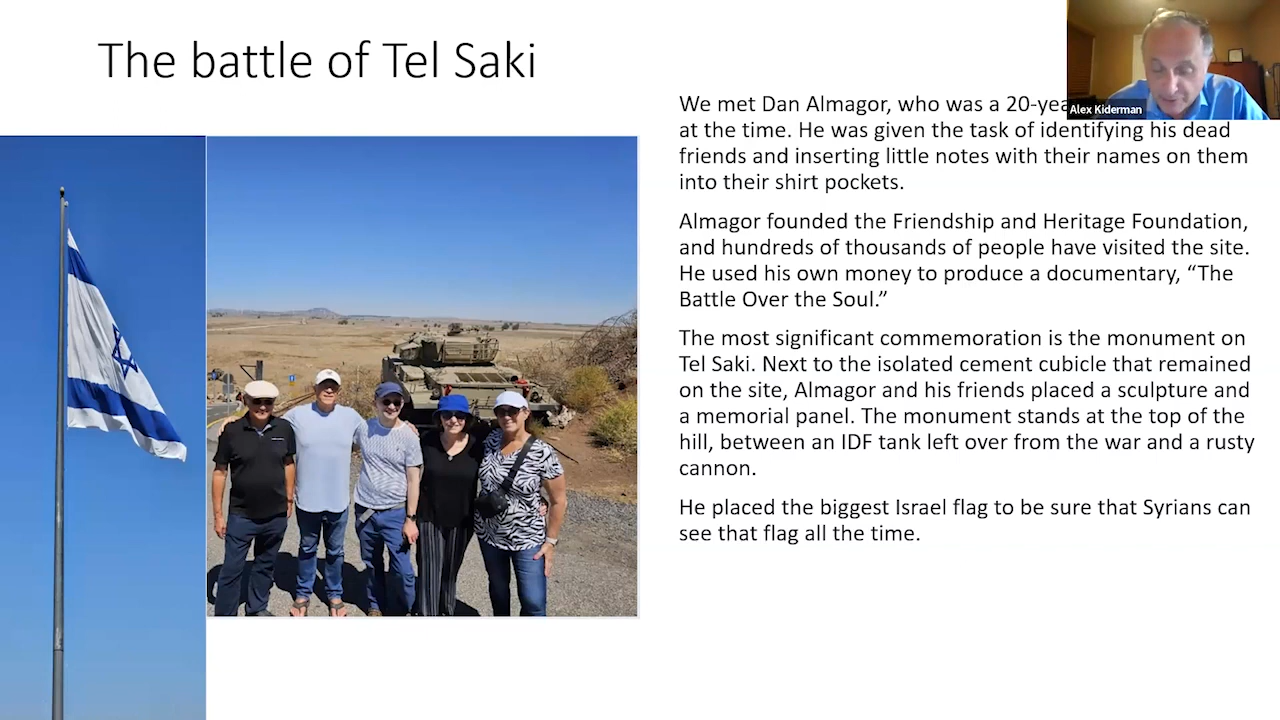 The battle of Tel Saki
Alex Kiderman
We met Dan Almagor, who was a 20-yea
at the time. He was given the task of identifying his dead
friends and inserting little notes with their names on them
into their shirt pockets.
Almagor founded the Friendship and Heritage Foundation,
and hundreds of thousands of people have visited the site.
He used his own money to produce a documentary, “The
Battle Over the Soul.”
The most significant commemoration is the monument on
Tel Saki. Next to the isolated cement cubicle that remained
on the site, Almagor and his friends placed a sculpture and
a memorial panel. The monument stands at the top of the
hill, between an IDF tank left over from the war and a rusty
cannon.
He placed the biggest Israel flag to be sure that Syrians can
see that flag all the time.